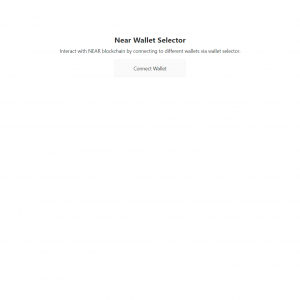 Near Wallet Selector
Interact with NEAR blockchain by connecting to different wallets via wallet selector.
Connect Wallet